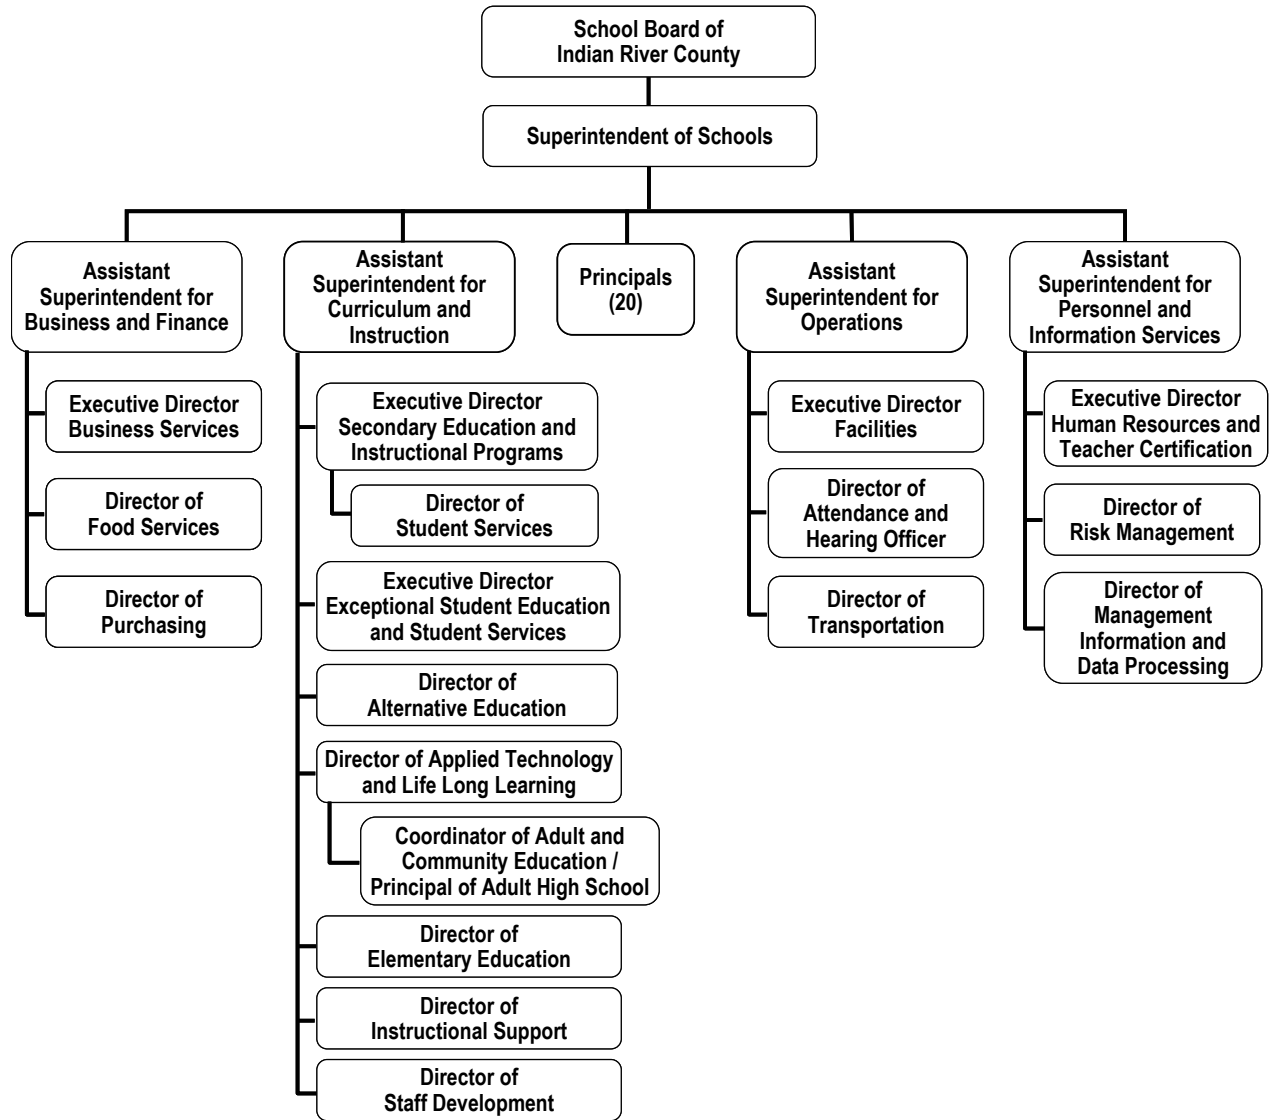 School Board of
Indian River County
Superintendent of Schools
Assistant
Superintendent for
Business and Finance
Executive Director
Business Services
Director of
Food Services
Director of
Purchasing
Assistant
Superintendent for
Curriculum and
Instruction
Executive Director
Secondary Education and
Instructional Programs
Director of
Student Services
Executive Director
Exceptional Student Education
and Student Services
Director of
Alternative Education
Director of Applied Technology
and Life Long Learning
Coordinator of Adult and
Community Education /
Principal of Adult High School
Director of
Elementary Education
Director of
Instructional Support
Director of
Staff Development
Principals
(20)
Assistant
Superintendent for
Operations
Executive Director
Facilities
Director of
Attendance and
Hearing Officer
Director of
Transportation
Assistant
Superintendent for
Personnel and
Information Services
Executive Director
Human Resources and
Teacher Certification
Director of
Risk Management
Director of
Management
Information and
Data Processing